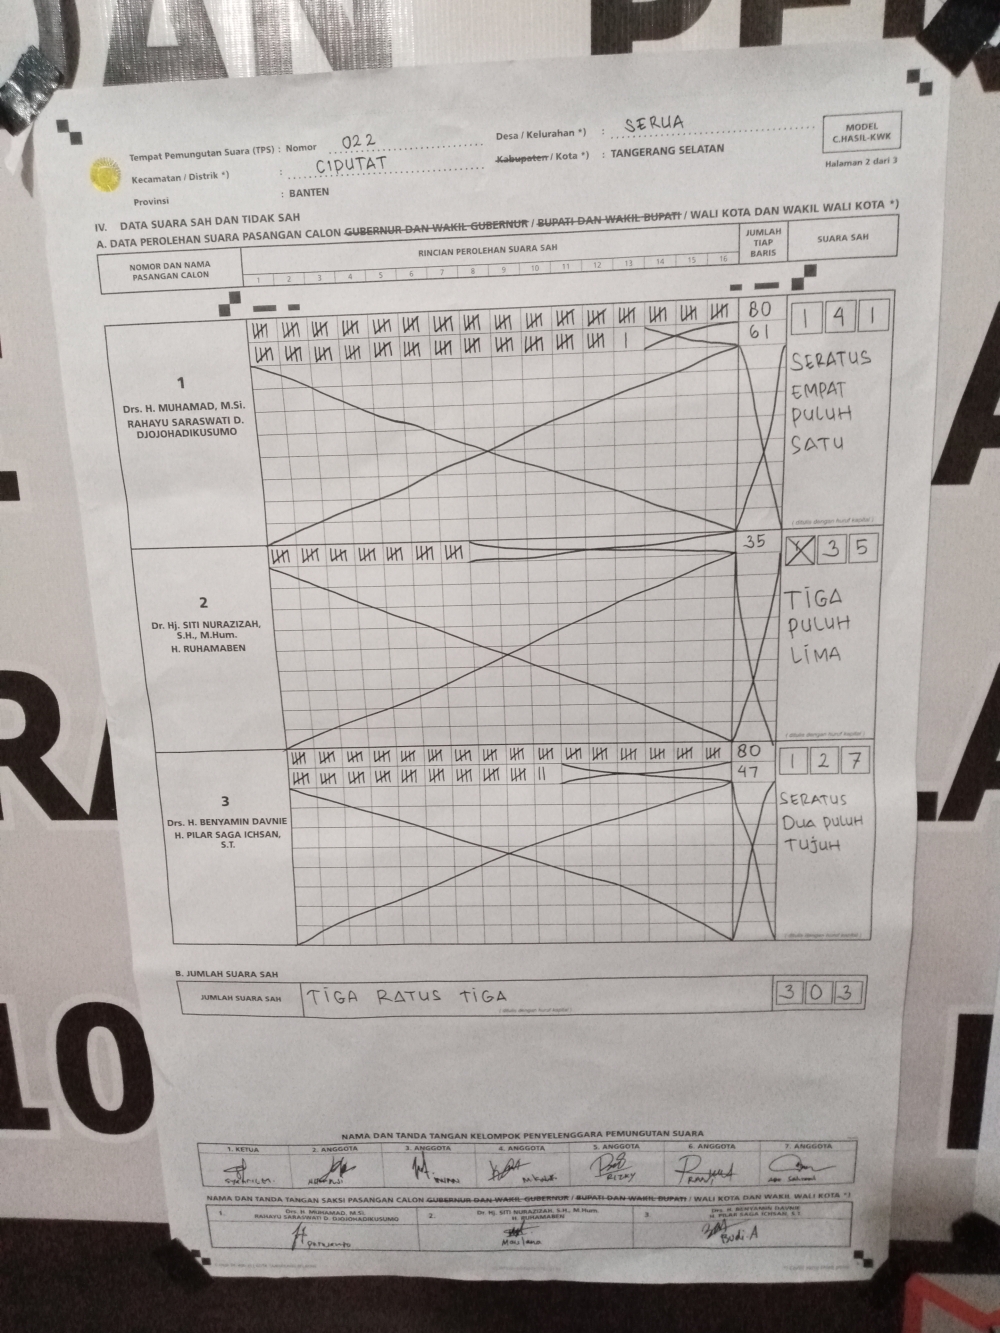 MODEL
C.HASIL-KWK
Halaman 2 dari 3
Tempat Pemungutan Suara (TPS) : Nomor 022
Desa / Kelurahan *) : SERUA
Kecamatan / Distrik *) : CIPUTAT
Kabupaten / Kota *) : TANGERANG SELATAN
Provinsi : BANTEN
IV. DATA SUARA SAH DAN TIDAK SAH
A. DATA PEROLEHAN SUARA PASANGAN CALON GUBERNUR DAN WAKIL GUBERNUR / BUPATI DAN WAKIL BUPATI / WALI KOTA DAN WAKIL WALI KOTA *)
NOMOR DAN NAMA
PASANGAN CALON
RINCIAN PEROLEHAN SUARA SAH
1 2 3 4 5 6 7 8 9 10 11 12 13 14 15 16
JUMLAH
TIAP
BARIS
SUARA SAH
1
Drs. H. MUHAMAD, M.Si.
RAHAYU SARASWATI D.
DJOJOHADIKUSUMO
80
61
1 4 1
SERATUS
EMPAT
PULUH
SATU
( ditulis dengan huruf kapital )
2
Dr. Hj. SITI NURAZIZAH,
S.H., M.Hum.
H. RUHAMABEN
35
X 3 5
TIGA
PULUH
LIMA
( ditulis dengan huruf kapital )
3
Drs. H. BENYAMIN DAVNIE
H. PILAR SAGA ICHSAN,
S.T.
80
47
1 2 7
SERATUS
DUA PULUH
TUJUH
( ditulis dengan huruf kapital )
B. JUMLAH SUARA SAH
JUMLAH SUARA SAH
TIGA RATUS TIGA
( ditulis dengan huruf kapital )
3 0 3
NAMA DAN TANDA TANGAN KELOMPOK PENYELENGGARA PEMUNGUTAN SUARA
1. KETUA 2. ANGGOTA 3. ANGGOTA 4. ANGGOTA 5. ANGGOTA 6. ANGGOTA 7. ANGGOTA
RIZKY
NAMA DAN TANDA TANGAN SAKSI PASANGAN CALON GUBERNUR DAN WAKIL GUBERNUR / BUPATI DAN WAKIL BUPATI / WALI KOTA DAN WAKIL WALI KOTA *)
1. Drs. H. MUHAMAD, M.Si.
RAHAYU SARASWATI D. DJOJOHADIKUSUMO
2. Dr. Hj. SITI NURAZIZAH, S.H., M.Hum.
H. RUHAMABEN
Maulana
3. Drs. H. BENYAMIN DAVNIE
H. PILAR SAGA ICHSAN, S.T.
Budi.A